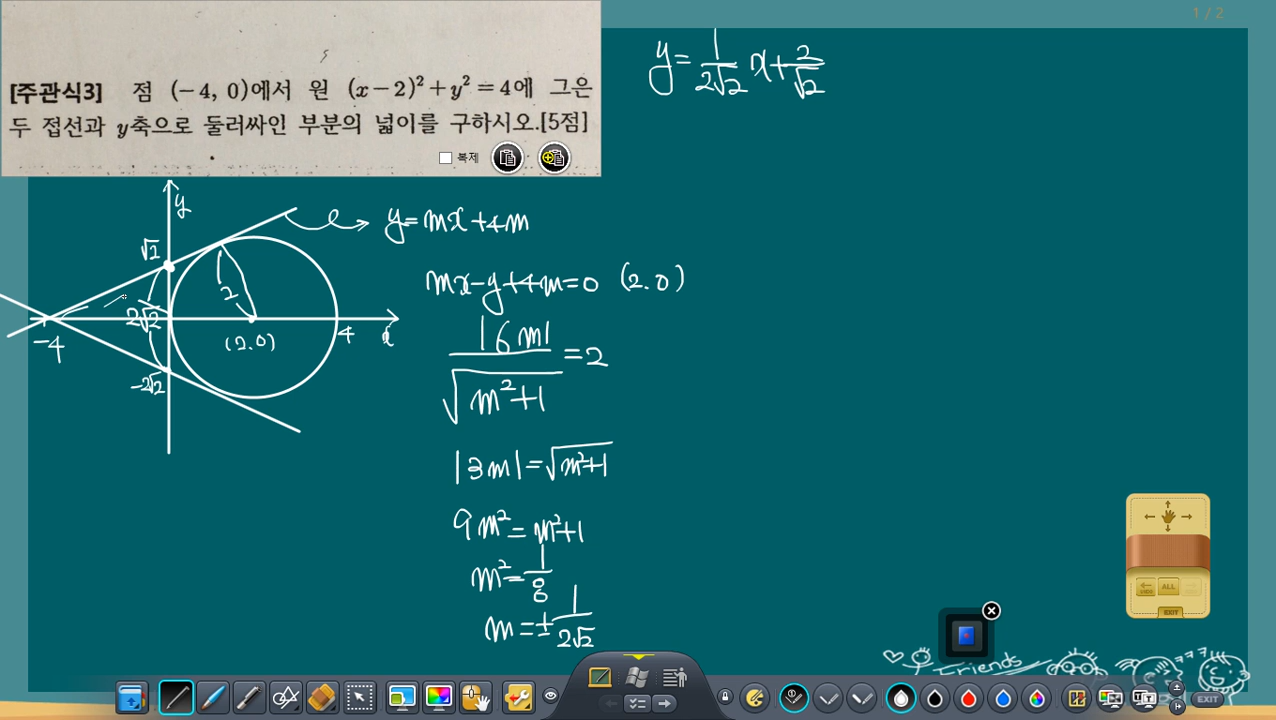 1 / 2
[주관식3] 점 (-4, 0)에서 원 (x-2)²+y²=4에 그은
두 접선과 y축으로 둘러싸인 부분의 넓이를 구하시오.[5점]
복제
y=1/2√2 x+2/√2
y
√2
l → y=mx+4m
mx-y+4m=0 (2.0)
2
2√2
-4
(2.0)
4
x
-2√2
|6m|/√m²+1=2
|3m|=√m²+1
9m²=m²+1
m²=1/8
m=±1/2√2
UNDO
ALL
EXIT
Friends
EXIT